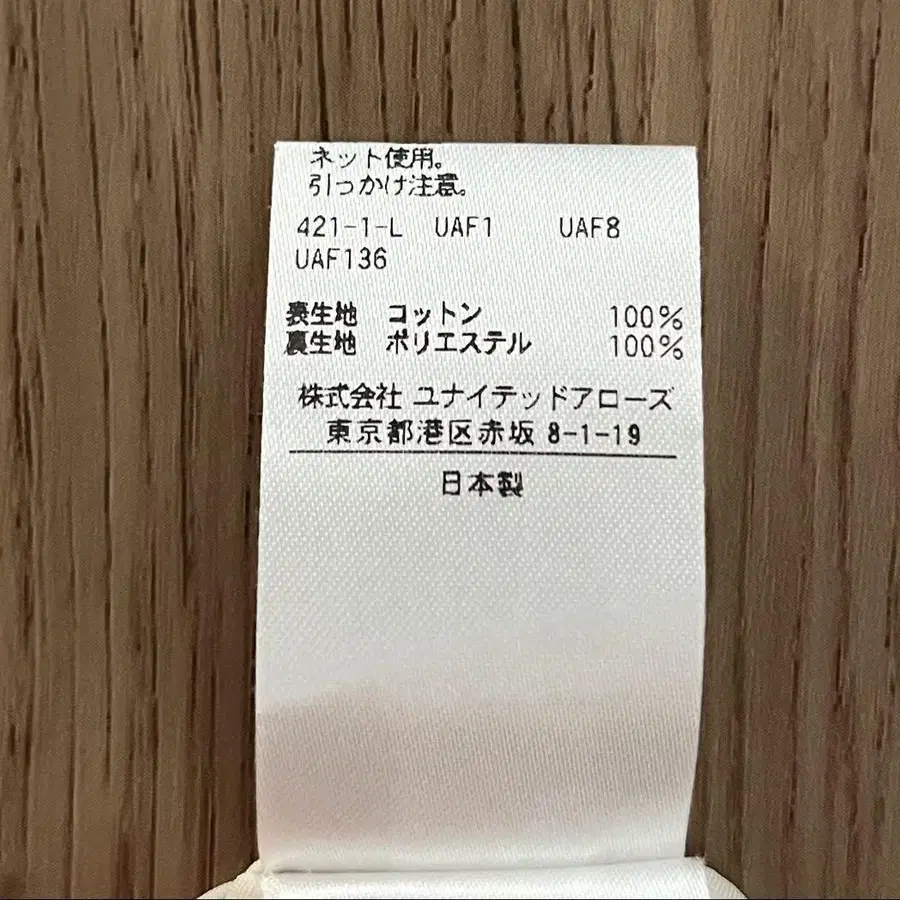 ネット使用。
引っかけ注意。
421-1-L UAF1 UAF8
UAF136
表生地 コットン 100%
裏生地 ポリエステル 100%
株式会社 ユナイテッドアローズ
東京都港区赤坂 8-1-19
日本製